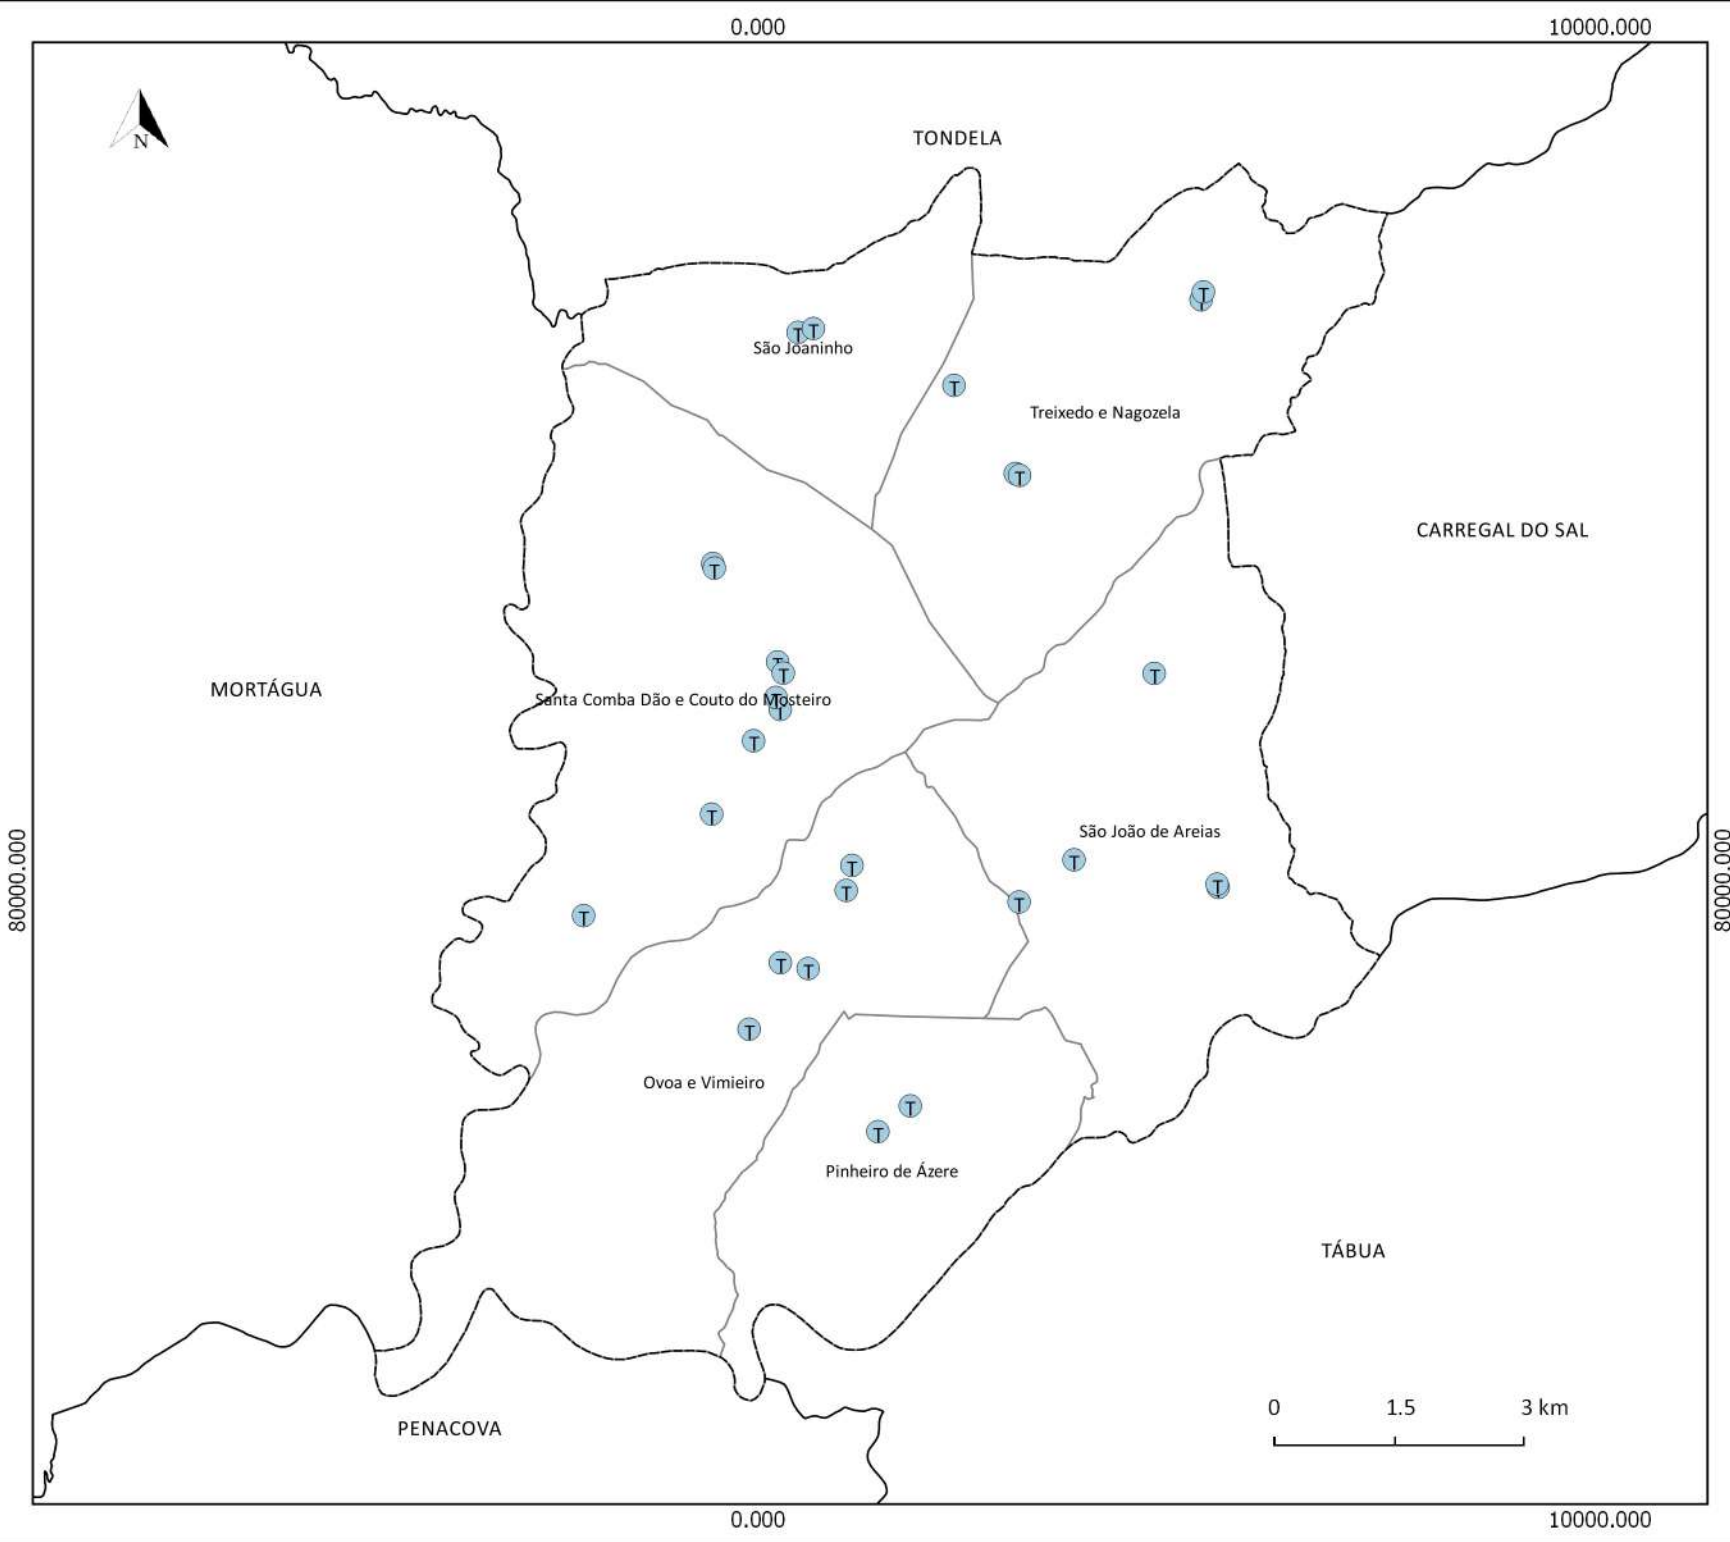 0.000 10000.000
N
TONDELA
T T
T T
São Joaninho
T
Treixedo e Nagozela
T
CARREGAL DO SAL
T
T
T
T
MORTÁGUA
Santa Comba Dão e Couto do Mosteiro
T
T
T
T
80000.000
80000.000
São João de Areias
T
T
T
T
T
T
T
T T
T
Ovoa e Vimieiro
T
T
Pinheiro de Ázere
TÁBUA
0 1.5 3 km
PENACOVA
0.000 10000.000